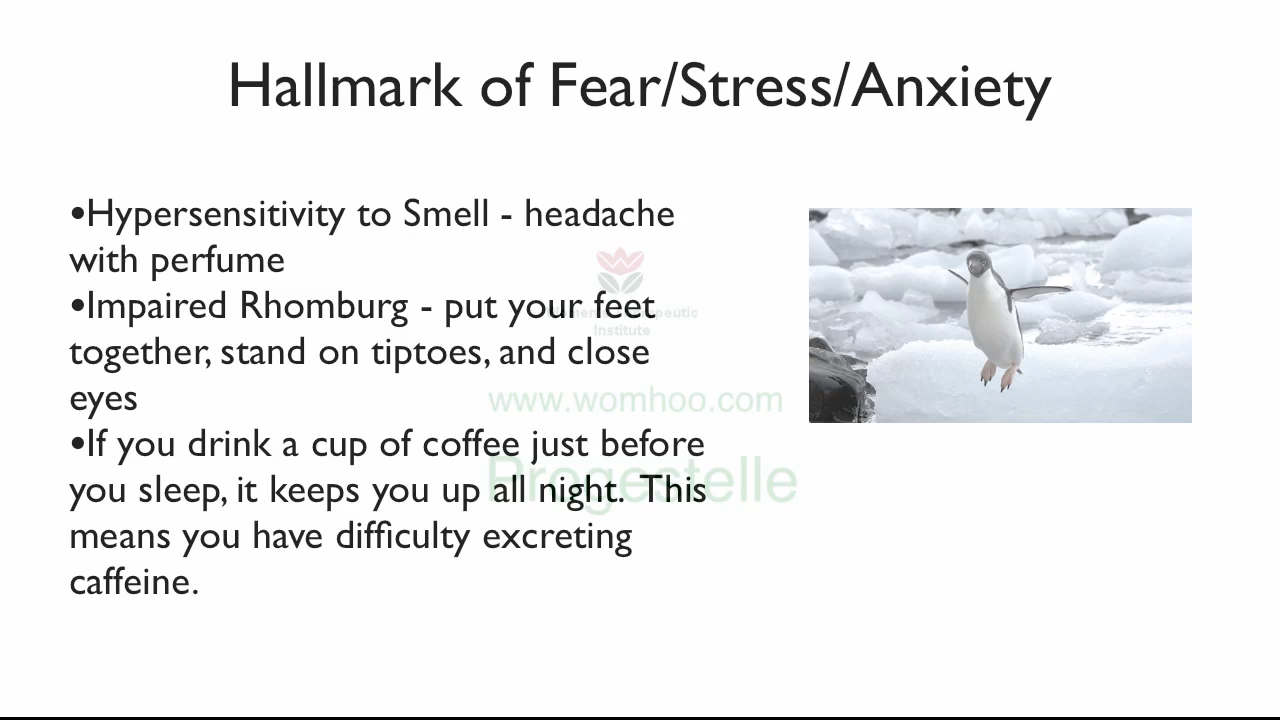 Hallmark of Fear/Stress/Anxiety
•Hypersensitivity to Smell - headache
with perfume
•Impaired Rhomburg - put your feet
together, stand on tiptoes, and close
eyes
•If you drink a cup of coffee just before
you sleep, it keeps you up all night. This
means you have difficulty excreting
caffeine.
Institute
www.womhoo.com
Progestelle